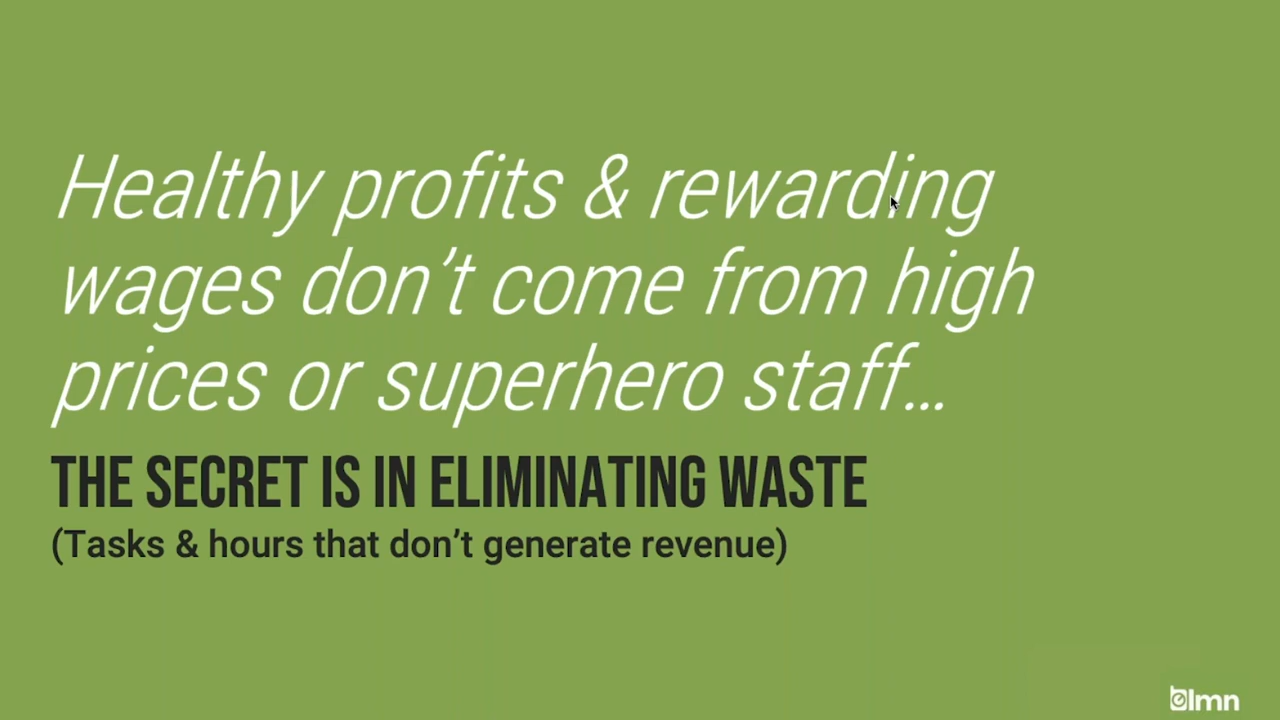 Healthy profits & rewarding
wages don’t come from high
prices or superhero staff...
THE SECRET IS IN ELIMINATING WASTE
(Tasks & hours that don’t generate revenue)
lmn